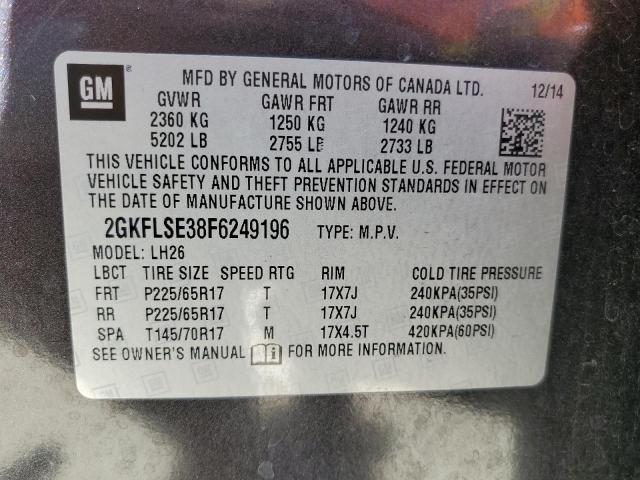 GM ®
MFD BY GENERAL MOTORS OF CANADA LTD. 12/14
GVWR GAWR FRT GAWR RR
2360 KG 1250 KG 1240 KG
5202 LB 2755 LB 2733 LB
THIS VEHICLE CONFORMS TO ALL APPLICABLE U.S. FEDERAL MOTOR
VEHICLE SAFETY AND THEFT PREVENTION STANDARDS IN EFFECT ON
THE DATE OF MANUFACTURE SHOWN ABOVE.
2GKFLSE38F6249196 TYPE: M.P.V.
MODEL: LH26
LBCT TIRE SIZE SPEED RTG RIM COLD TIRE PRESSURE
FRT P225/65R17 T 17X7J 240KPA(35PSI)
RR P225/65R17 T 17X7J 240KPA(35PSI)
SPA T145/70R17 M 17X4.5T 420KPA(60PSI)
SEE OWNER'S MANUAL FOR MORE INFORMATION.